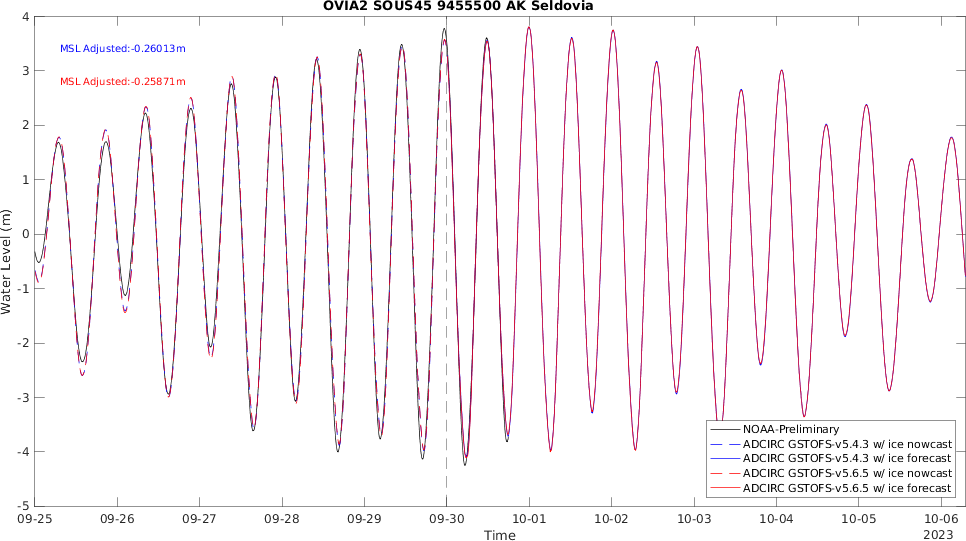 OVIA2 SOUS45 9455500 AK Seldovia
MSL Adjusted:-0.26013m
MSL Adjusted:-0.25871m
4
3
2
1
0
-1
-2
-3
-4
-5
Water Level (m)
09-25
09-26
09-27
09-28
09-29
09-30
10-01
10-02
10-03
10-04
10-05
10-06
2023
Time
NOAA-Preliminary
ADCIRC GSTOFS-v5.4.3 w/ ice nowcast
ADCIRC GSTOFS-v5.4.3 w/ ice forecast
ADCIRC GSTOFS-v5.6.5 w/ ice nowcast
ADCIRC GSTOFS-v5.6.5 w/ ice forecast